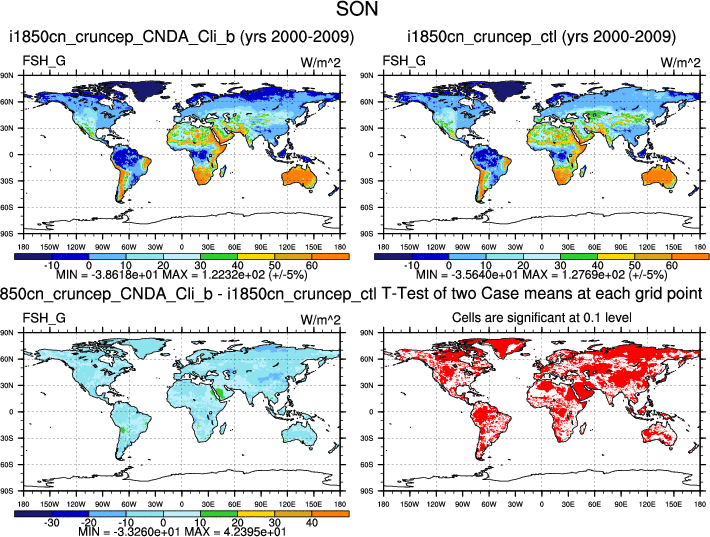 SON
i1850cn_cruncep_CNDA_Cli_b (yrs 2000-2009)
i1850cn_cruncep_ctl (yrs 2000-2009)
FSH_G W/m^2
FSH_G W/m^2
90N
60N
30N
0
30S
60S
90S
90N
60N
30N
0
30S
60S
90S
180 150W 120W 90W 60W 30W 0 30E 60E 90E 120E 150E 180
180 150W 120W 90W 60W 30W 0 30E 60E 90E 120E 150E 180
-10 0 10 20 30 40 50 60
-10 0 10 20 30 40 50 60
MIN = -3.8618e+01 MAX = 1.2232e+02 (+/-5%)
MIN = -3.5640e+01 MAX = 1.2769e+02 (+/-5%)
850cn_cruncep_CNDA_Cli_b - i1850cn_cruncep_ctl
T-Test of two Case means at each grid point
FSH_G W/m^2
Cells are significant at 0.1 level
90N
60N
30N
0
30S
60S
90S
90N
60N
30N
0
30S
60S
90S
180 150W 120W 90W 60W 30W 0 30E 60E 90E 120E 150E 180
180 150W 120W 90W 60W 30W 0 30E 60E 90E 120E 150E 180
-30 -20 -10 0 10 20 30 40
MIN = -3.3260e+01 MAX = 4.2395e+01